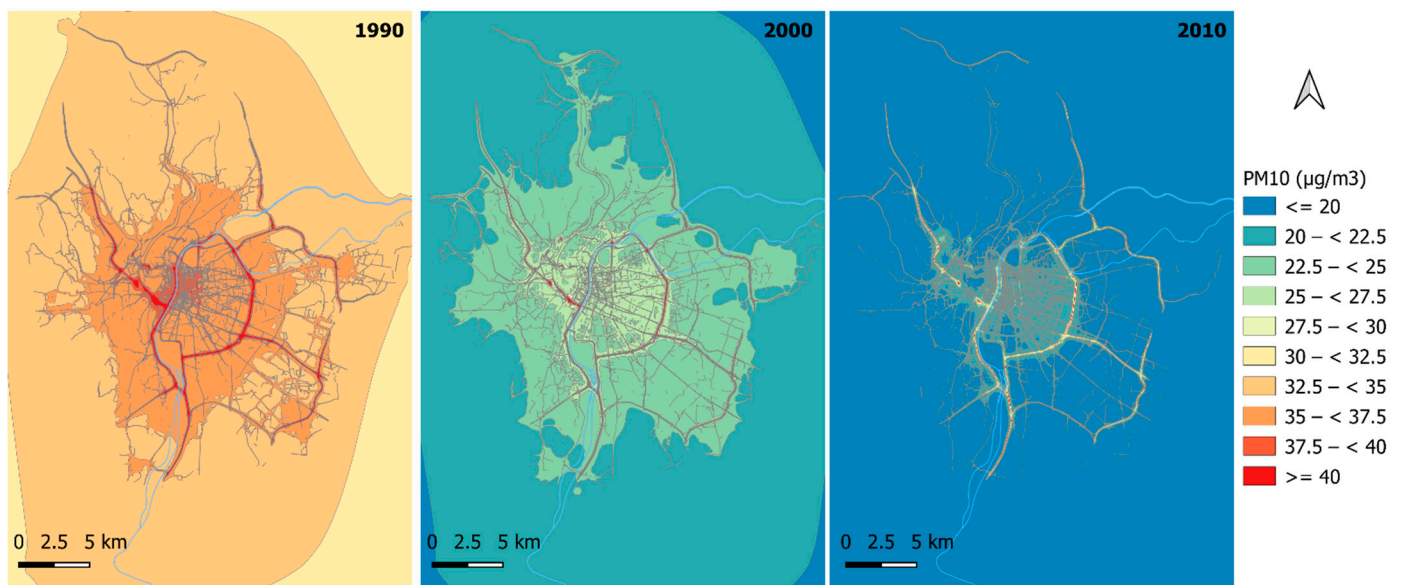 1990
2000
2010
PM10 (µg/m3)
<= 20
20 – < 22.5
22.5 – < 25
25 – < 27.5
27.5 – < 30
30 – < 32.5
32.5 – < 35
35 – < 37.5
37.5 – < 40
>= 40
0 2.5 5 km
0 2.5 5 km
0 2.5 5 km